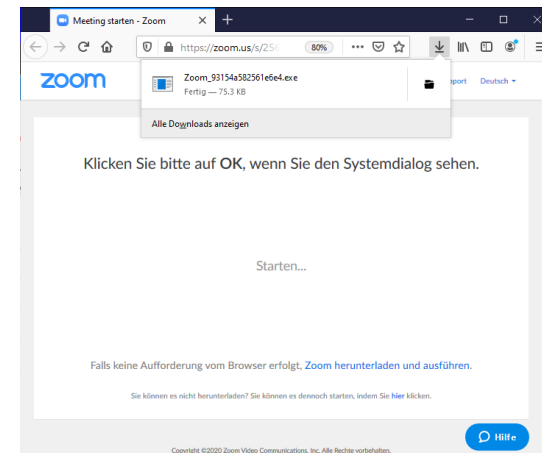 Meeting starten - Zoom
https://zoom.us/s/256
80%
zoom
Zoom_93154a582561e6e4.exe
Fertig — 75.3 KB
Deutsch
Alle Downloads anzeigen
Klicken Sie bitte auf OK, wenn Sie den Systemdialog sehen.
Starten...
Falls keine Aufforderung vom Browser erfolgt, Zoom herunterladen und ausführen.
Sie können es nicht herunterladen? Sie können es dennoch starten, indem Sie hier klicken.
Hilfe
Copyright ©2020 Zoom Video Communications, Inc. Alle Rechte vorbehalten.